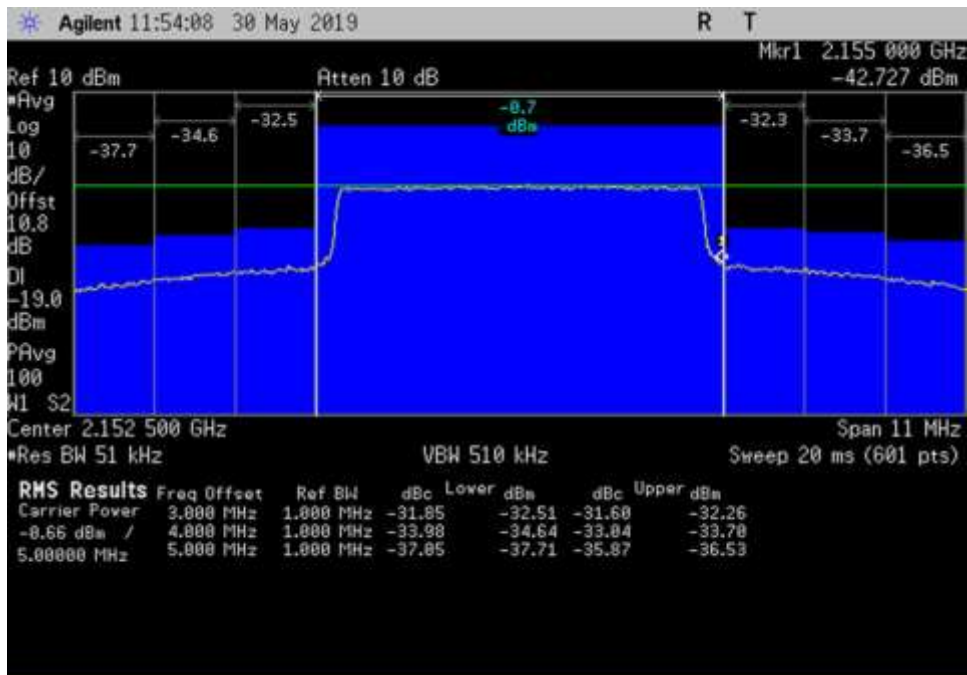 Agilent 11:54:08 30 May 2019 R T
Mkr1 2.155 000 GHz
Ref 10 dBm Atten 10 dB -42.727 dBm
#Avg
Log
10
dB/
Offst
10.8
dB
DI
-19.0
dBm
PAvg
100
W1 S2
-37.7 -34.6 -32.5 -0.7 dBm -32.3 -33.7 -36.5
1
Center 2.152 500 GHz Span 11 MHz
#Res BW 51 kHz VBW 510 kHz Sweep 20 ms (601 pts)
RMS Results Freq Offset Ref BW dBc Lower dBm dBc Upper dBm
Carrier Power 3.000 MHz 1.000 MHz -31.85 -32.51 -31.60 -32.26
-0.66 dBm / 4.000 MHz 1.000 MHz -33.98 -34.64 -33.04 -33.70
5.00000 MHz 5.000 MHz 1.000 MHz -37.05 -37.71 -35.87 -36.53